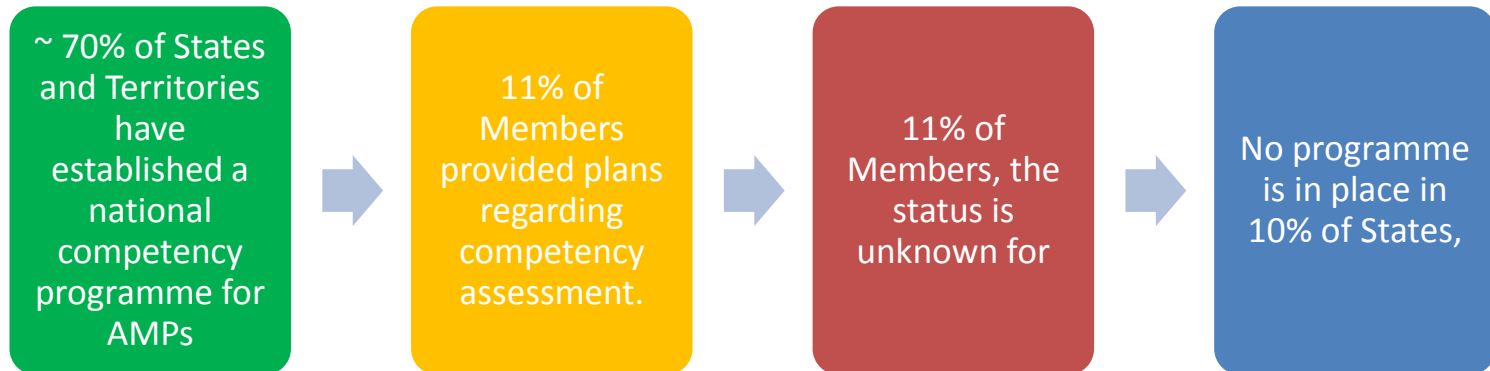 ~ 70% of States
and Territories
have
established a
national
competency
programme for
AMPs
11% of
Members
provided plans
regarding
competency
assessment.
11% of
Members, the
status is
unknown for
No programme
is in place in
10% of States,